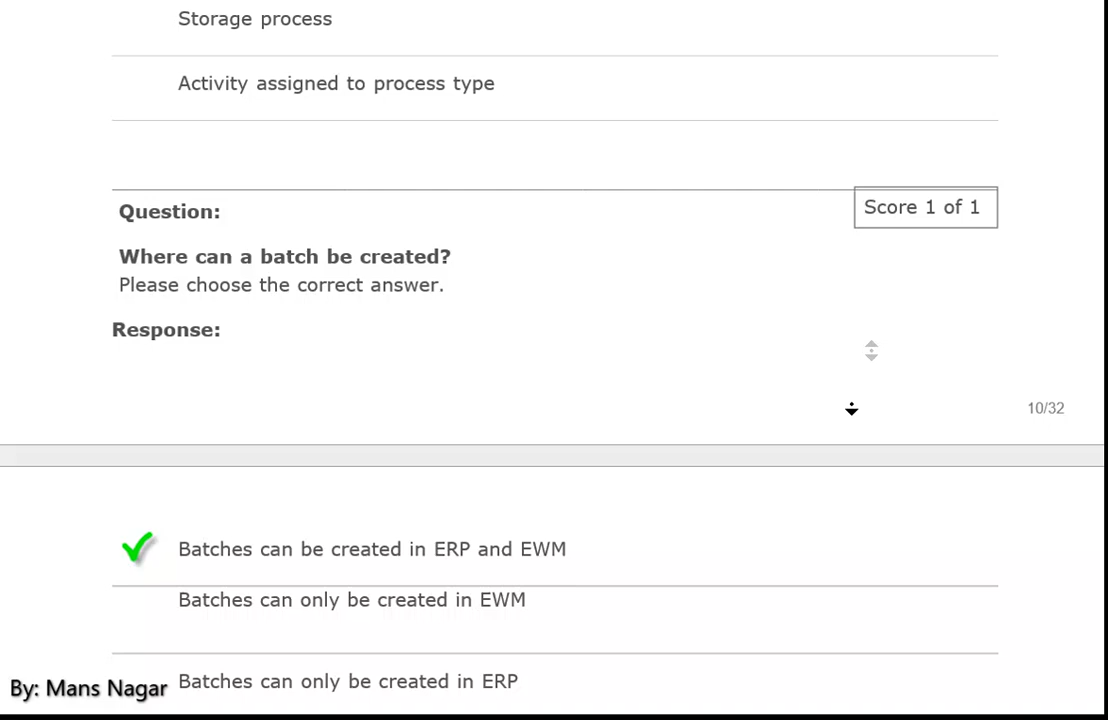 Storage process
Activity assigned to process type
Question:
Score 1 of 1
Where can a batch be created?
Please choose the correct answer.
Response:
10/32
Batches can be created in ERP and EWM
Batches can only be created in EWM
Batches can only be created in ERP
By: Mans Nagar